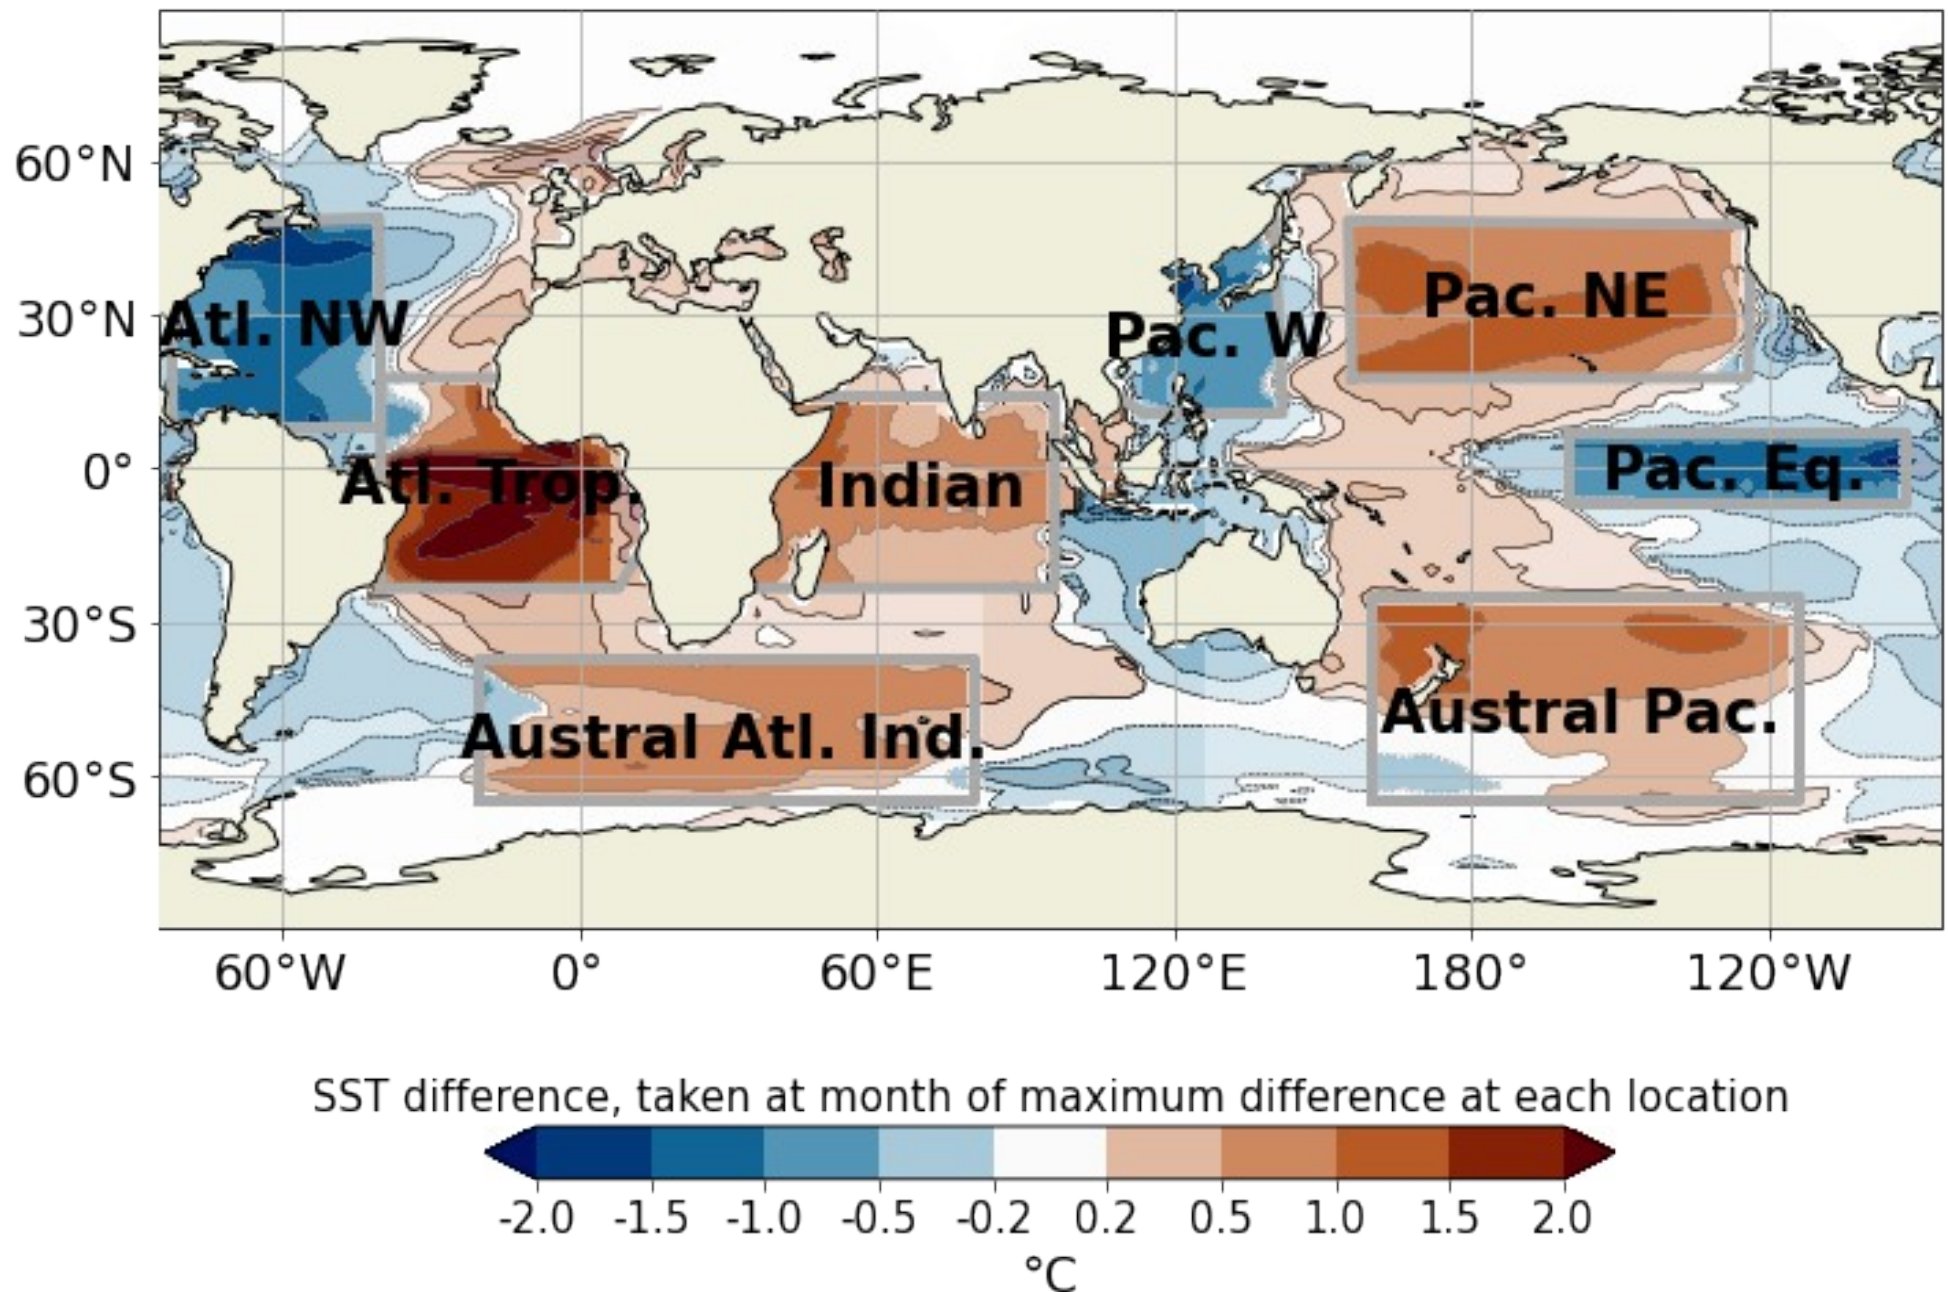 60°N
30°N
0°
30°S
60°S
Atl. NW
Pac. W
Pac. NE
Atl. Trop.
Indian
Pac. Eq.
Austral Atl. Ind.
Austral Pac.
60°W 0° 60°E 120°E 180° 120°W
SST difference, taken at month of maximum difference at each location
-2.0 -1.5 -1.0 -0.5 -0.2 0.2 0.5 1.0 1.5 2.0
°C